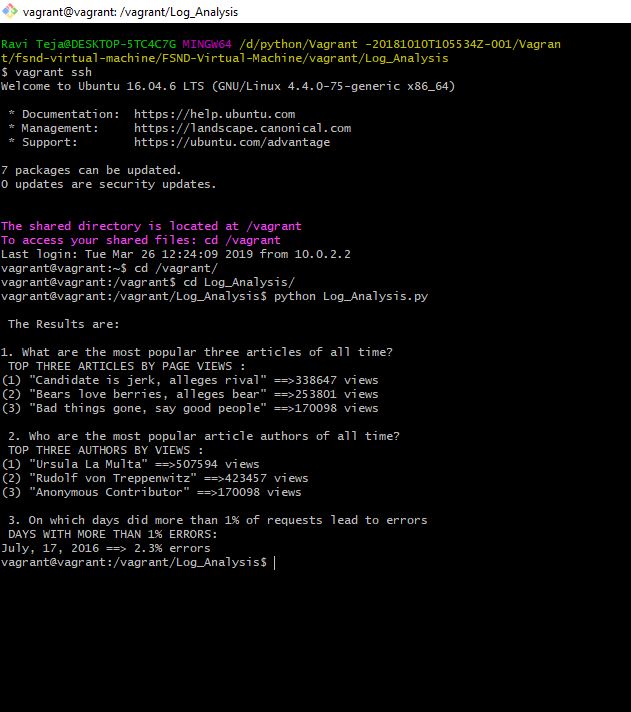 vagrant@vagrant: /vagrant/Log_Analysis
Ravi Teja@DESKTOP-5TC4C7G MINGW64 /d/python/Vagrant -20181010T105534Z-001/Vagran
t/fsnd-virtual-machine/FSND-Virtual-Machine/vagrant/Log_Analysis
$ vagrant ssh
Welcome to Ubuntu 16.04.6 LTS (GNU/Linux 4.4.0-75-generic x86_64)
* Documentation:  https://help.ubuntu.com
* Management:     https://landscape.canonical.com
* Support:        https://ubuntu.com/advantage
7 packages can be updated.
0 updates are security updates.
The shared directory is located at /vagrant
To access your shared files: cd /vagrant
Last login: Tue Mar 26 12:24:09 2019 from 10.0.2.2
vagrant@vagrant:~$ cd /vagrant/
vagrant@vagrant:/vagrant$ cd Log_Analysis/
vagrant@vagrant:/vagrant/Log_Analysis$ python Log_Analysis.py
The Results are:
1. What are the most popular three articles of all time?
TOP THREE ARTICLES BY PAGE VIEWS :
(1) "Candidate is jerk, alleges rival" ==>338647 views
(2) "Bears love berries, alleges bear" ==>253801 views
(3) "Bad things gone, say good people" ==>170098 views
2. Who are the most popular article authors of all time?
TOP THREE AUTHORS BY VIEWS :
(1) "Ursula La Multa" ==>507594 views
(2) "Rudolf von Treppenwitz" ==>423457 views
(3) "Anonymous Contributor" ==>170098 views
3. On which days did more than 1% of requests lead to errors
DAYS WITH MORE THAN 1% ERRORS:
July, 17, 2016 ==> 2.3% errors
vagrant@vagrant:/vagrant/Log_Analysis$